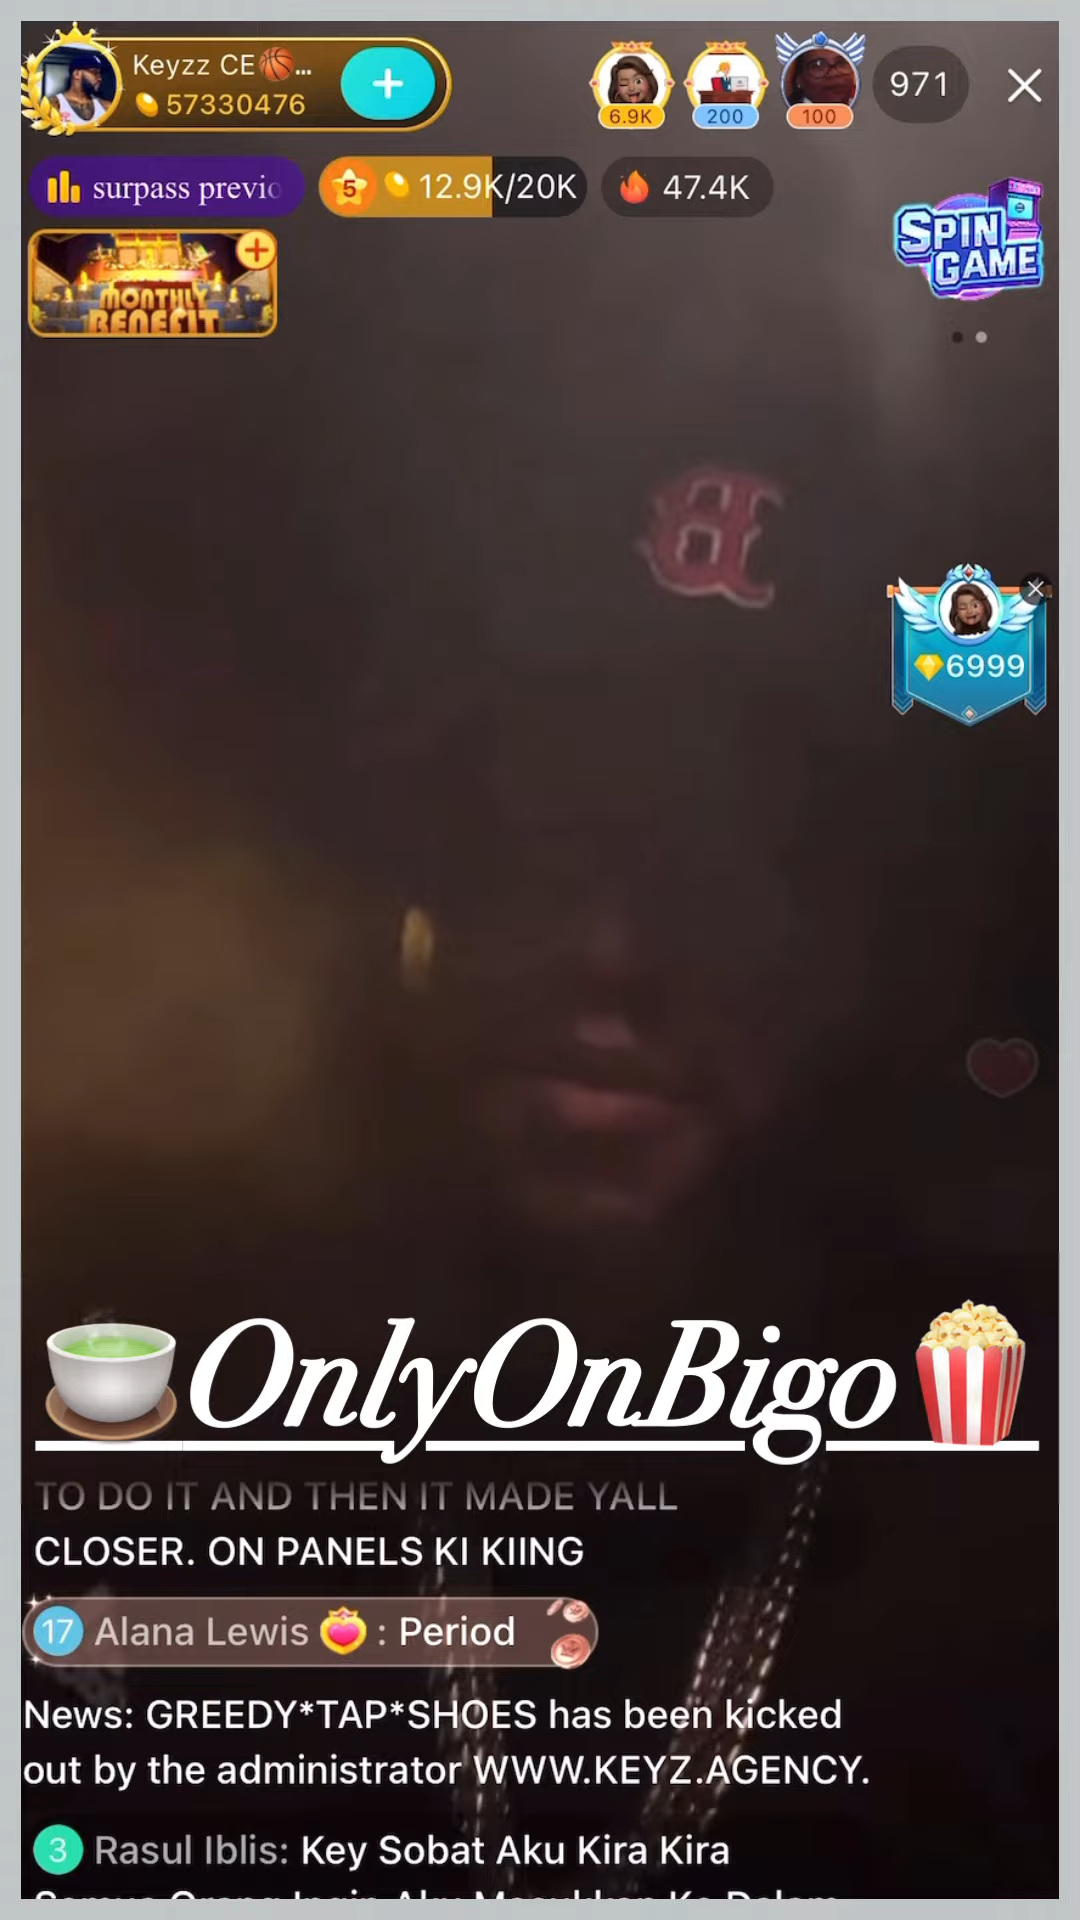 Keyzz CE🏀...
57330476
6.9K
200
100
971
surpass previo
5
12.9K/20K
47.4K
SPIN
GAME
MONTHLY
BENEFIT
B
6999
🍵OnlyOnBigo🍿
TO DO IT AND THEN IT MADE YALL
CLOSER. ON PANELS KI KIING
17 Alana Lewis : Period
News: GREEDY*TAP*SHOES has been kicked
out by the administrator WWW.KEYZ.AGENCY.
3 Rasul Iblis: Key Sobat Aku Kira Kira